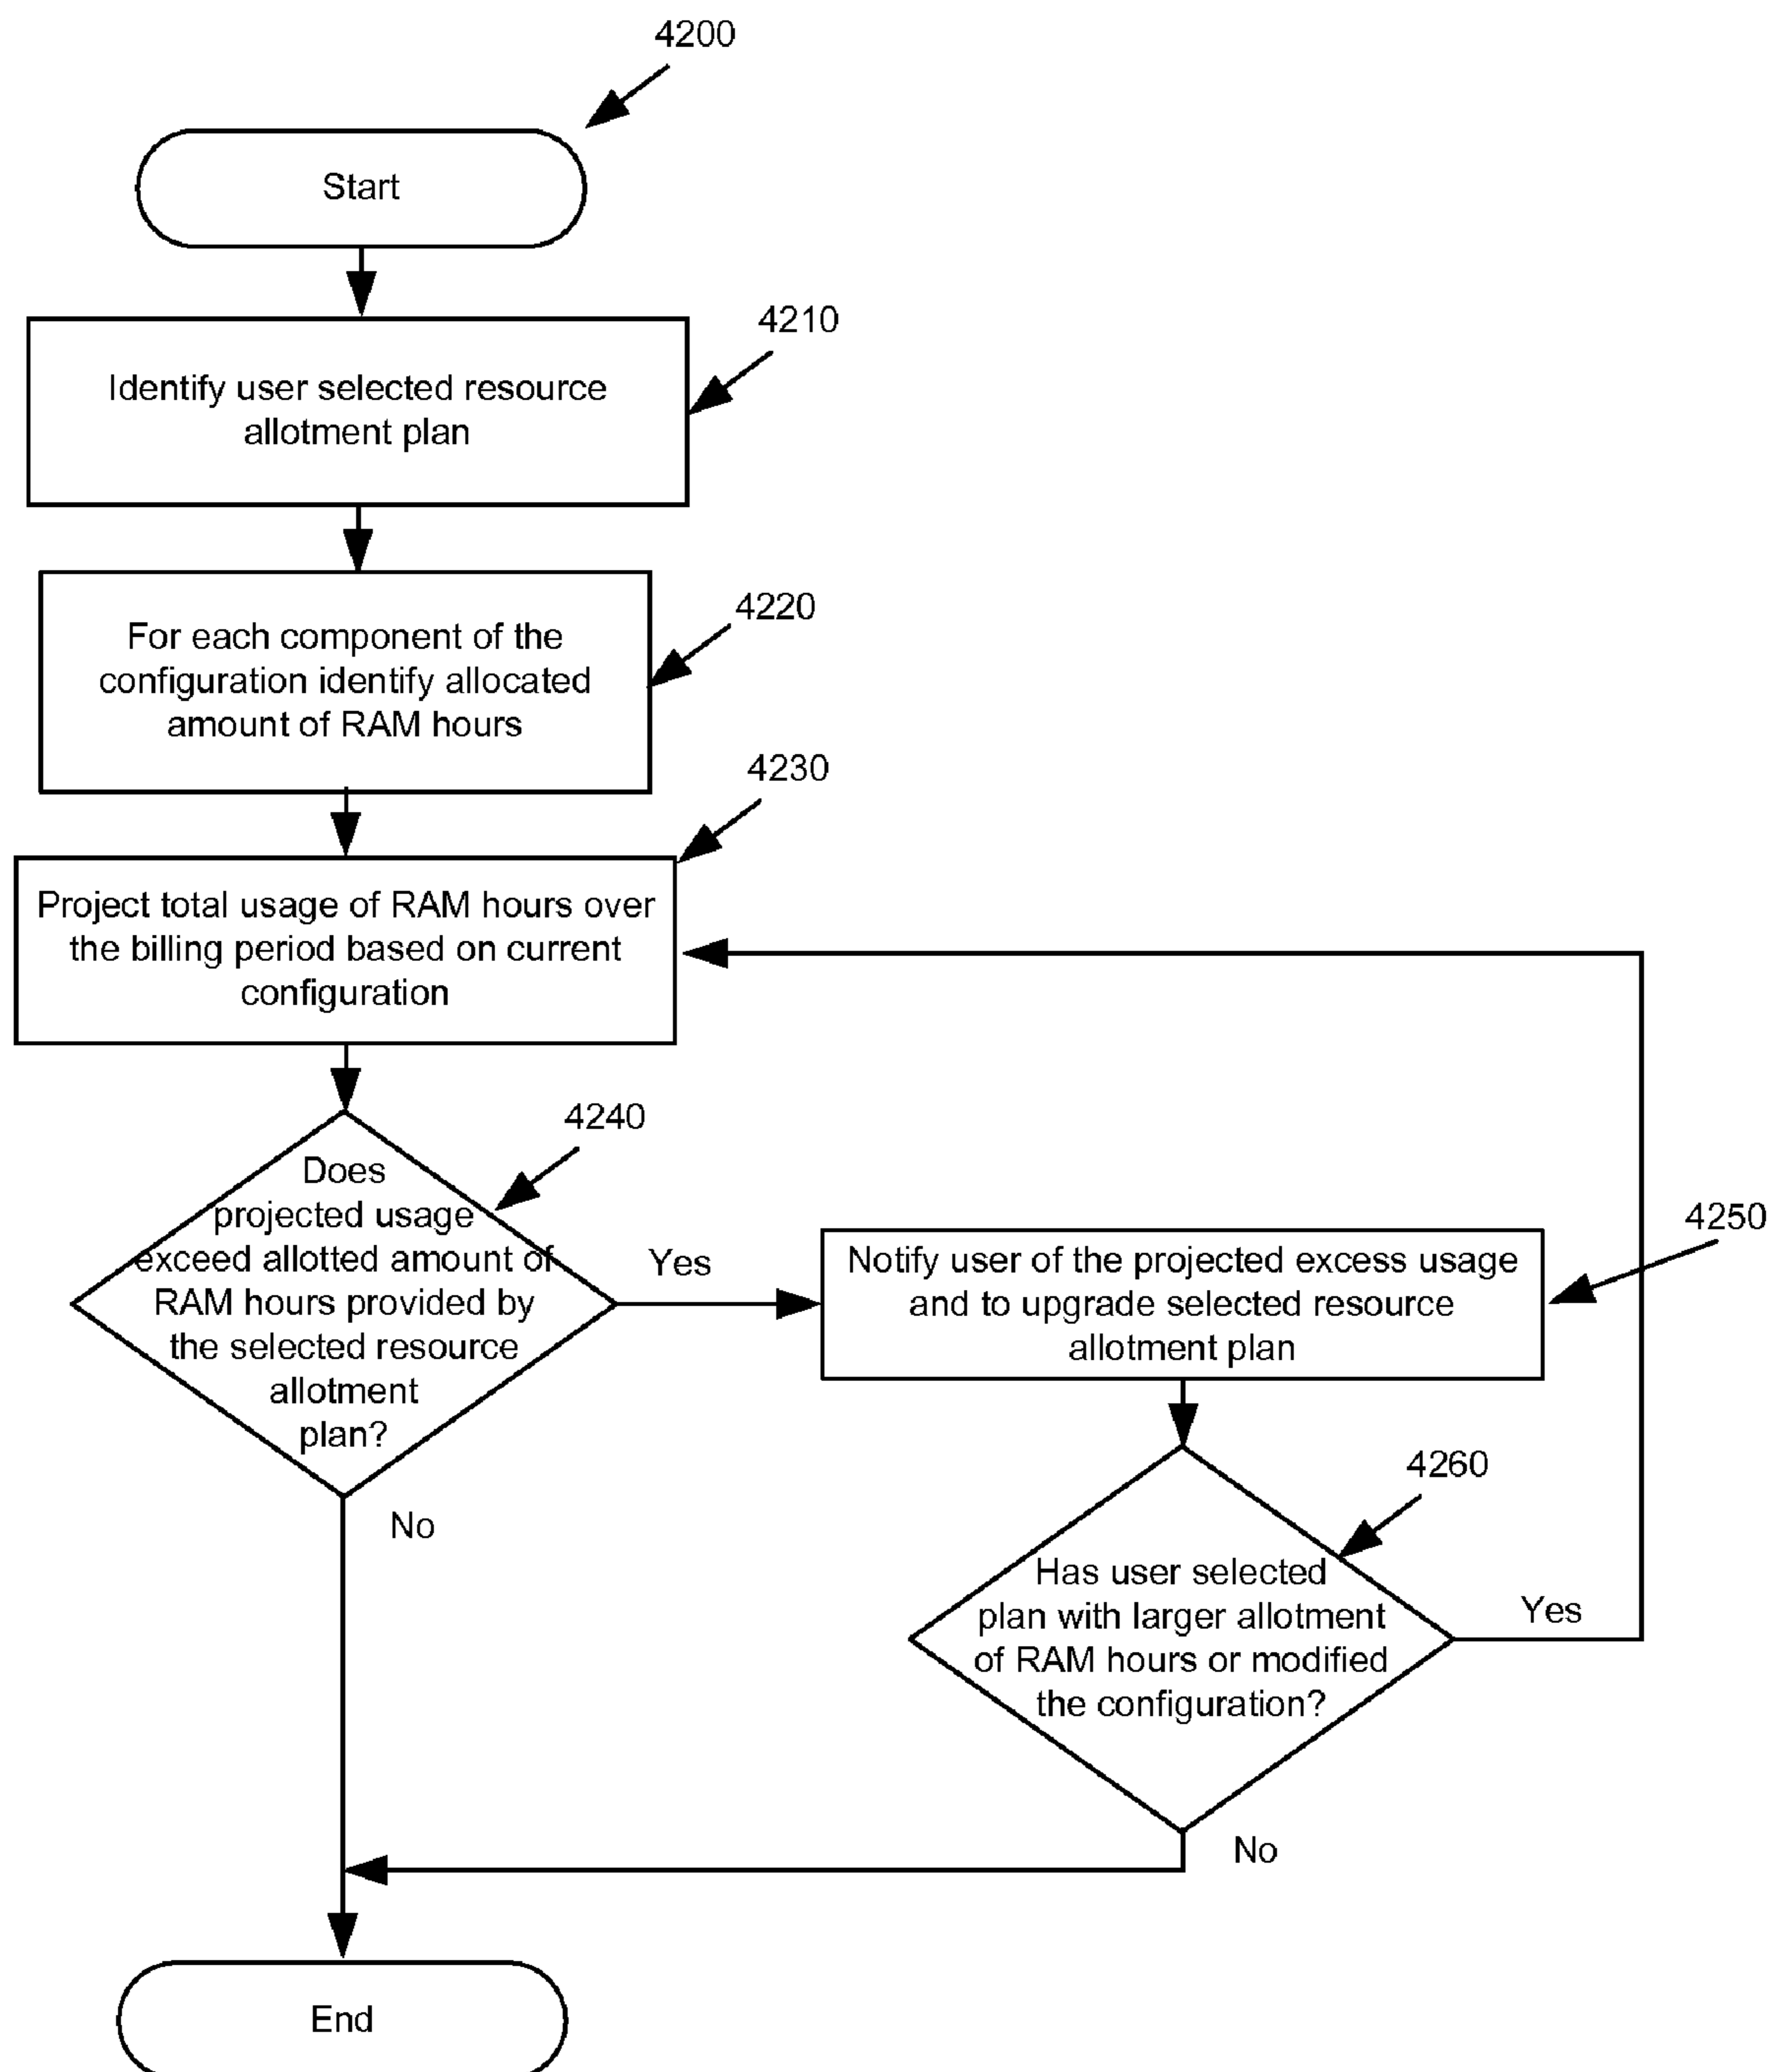 4200
Start
4210
Identify user selected resource
allotment plan
4220
For each component of the
configuration identify allocated
amount of RAM hours
4230
Project total usage of RAM hours over
the billing period based on current
configuration
4240
Does
projected usage
exceed allotted amount of
RAM hours provided by
the selected resource
allotment
plan?
Yes
No
4250
Notify user of the projected excess usage
and to upgrade selected resource
allotment plan
4260
Has user selected
plan with larger allotment
of RAM hours or modified
the configuration?
Yes
No
End